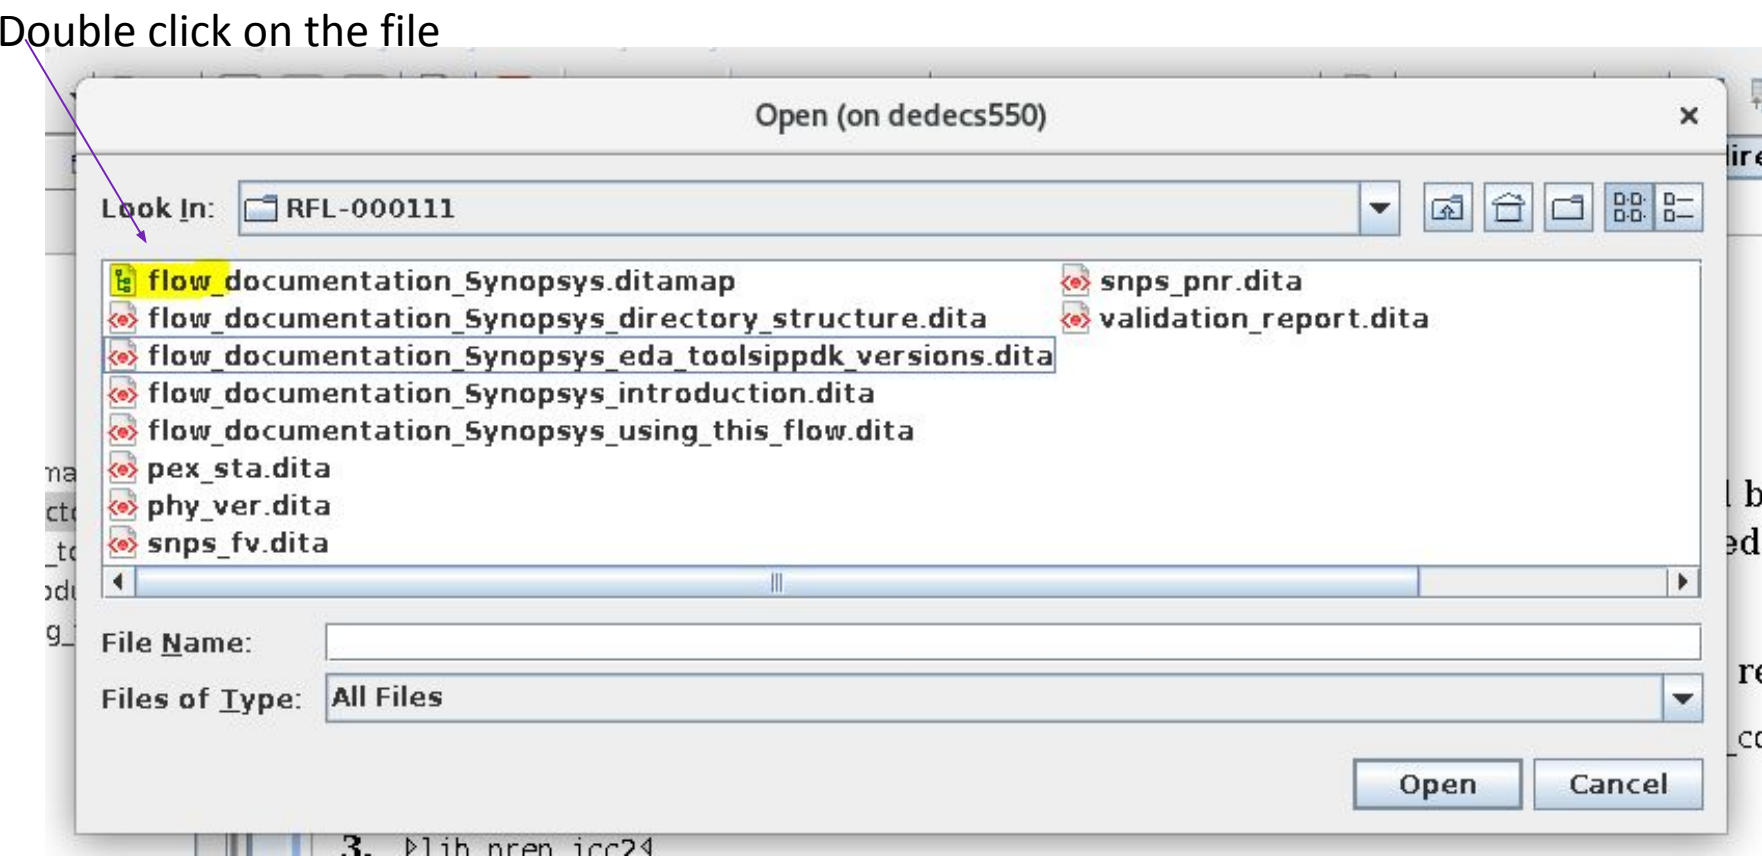 Double click on the file
Open (on dedecs550)
Look In: RFL-000111
flow_documentation_Synopsys.ditamap
flow_documentation_Synopsys_directory_structure.dita
flow_documentation_Synopsys_eda_toolsippdk_versions.dita
flow_documentation_Synopsys_introduction.dita
flow_documentation_Synopsys_using_this_flow.dita
pex_sta.dita
phy_ver.dita
snps_fv.dita
snps_pnr.dita
validation_report.dita
File Name:
Files of Type: All Files
Open Cancel
3. lib_prep_icc2